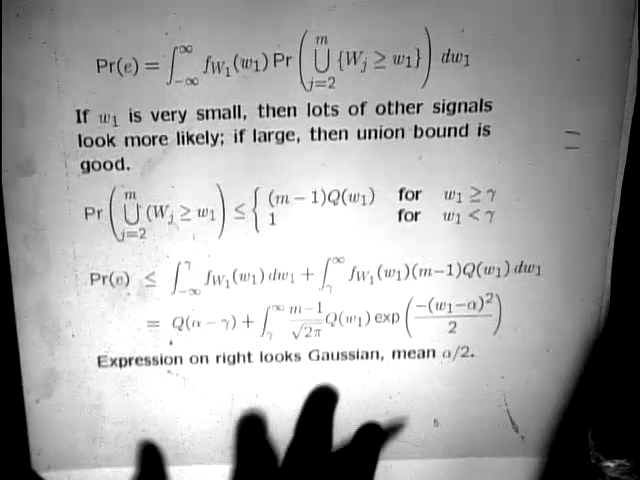 Pr(e) = ∫_{-∞}^{∞} f_{W_1}(w_1) Pr ( ⋃_{j=2}^{m} {W_j ≥ w_1} ) dw_1
If w_1 is very small, then lots of other signals
look more likely; if large, then union bound is
good.
Pr ( ⋃_{j=2}^{m} (W_j ≥ w_1 ) ≤ { (m − 1)Q(w_1) for w_1 ≥ γ
1 for w_1 < γ
Pr(e) ≤ ∫_{-∞}^{γ} f_{W_1}(w_1) dw_1 + ∫_{γ}^{∞} f_{W_1}(w_1)(m−1)Q(w_1) dw_1
= Q(α − γ) + ∫_{γ}^{∞} \frac{m−1}{√2π} Q(w_1) exp ( \frac{−(w_1−α)^2}{2} )
Expression on right looks Gaussian, mean α/2.